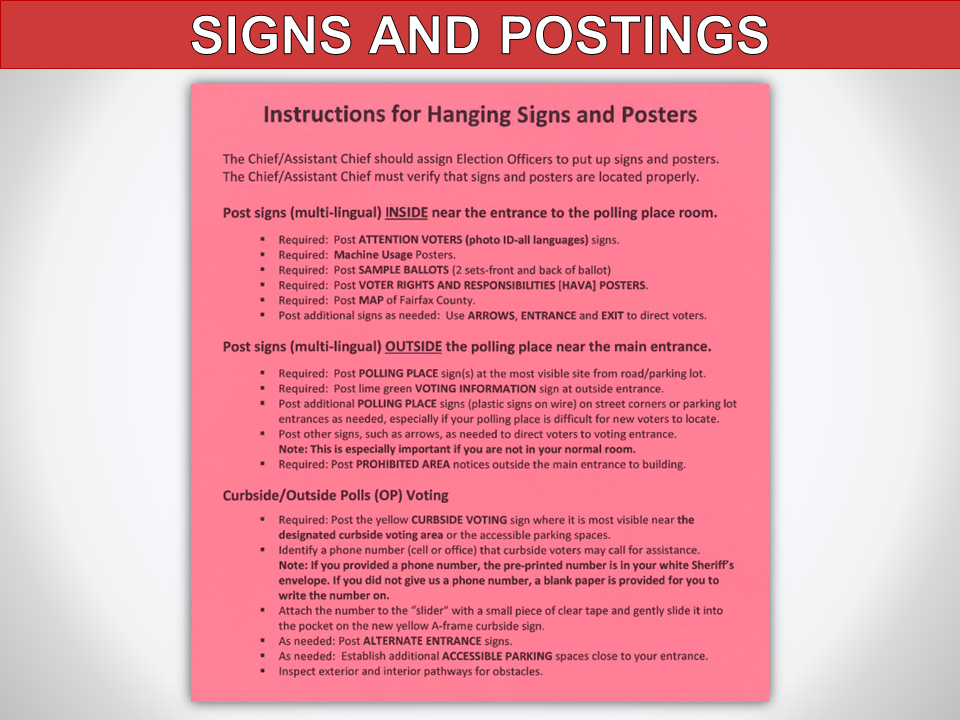 SIGNS AND POSTINGS
Instructions for Hanging Signs and Posters
The Chief/Assistant Chief should assign Election Officers to put up signs and posters.
The Chief/Assistant Chief must verify that signs and posters are located properly.
Post signs (multi-lingual) INSIDE near the entrance to the polling place room.
▪ Required: Post ATTENTION VOTERS (photo ID-all languages) signs.
▪ Required: Machine Usage Posters.
▪ Required: Post SAMPLE BALLOTS (2 sets-front and back of ballot)
▪ Required: Post VOTER RIGHTS AND RESPONSIBILITIES [HAVA] POSTERS.
▪ Required: Post MAP of Fairfax County.
▪ Post additional signs as needed: Use ARROWS, ENTRANCE and EXIT to direct voters.
Post signs (multi-lingual) OUTSIDE the polling place near the main entrance.
▪ Required: Post POLLING PLACE sign(s) at the most visible site from road/parking lot.
▪ Required: Post lime green VOTING INFORMATION sign at outside entrance.
▪ Post additional POLLING PLACE signs (plastic signs on wire) on street corners or parking lot
entrances as needed, especially if your polling place is difficult for new voters to locate.
▪ Post other signs, such as arrows, as needed to direct voters to voting entrance.
Note: This is especially important if you are not in your normal room.
▪ Required: Post PROHIBITED AREA notices outside the main entrance to building.
Curbside/Outside Polls (OP) Voting
▪ Required: Post the yellow CURBSIDE VOTING sign where it is most visible near the
designated curbside voting area or the accessible parking spaces.
▪ Identify a phone number (cell or office) that curbside voters may call for assistance.
Note: If you provided a phone number, the pre-printed number is in your white Sheriff's
envelope. If you did not give us a phone number, a blank paper is provided for you to
write the number on.
▪ Attach the number to the “slider” with a small piece of clear tape and gently slide it into
the pocket on the new yellow A-frame curbside sign.
▪ As needed: Post ALTERNATE ENTRANCE signs.
▪ As needed: Establish additional ACCESSIBLE PARKING spaces close to your entrance.
▪ Inspect exterior and interior pathways for obstacles.